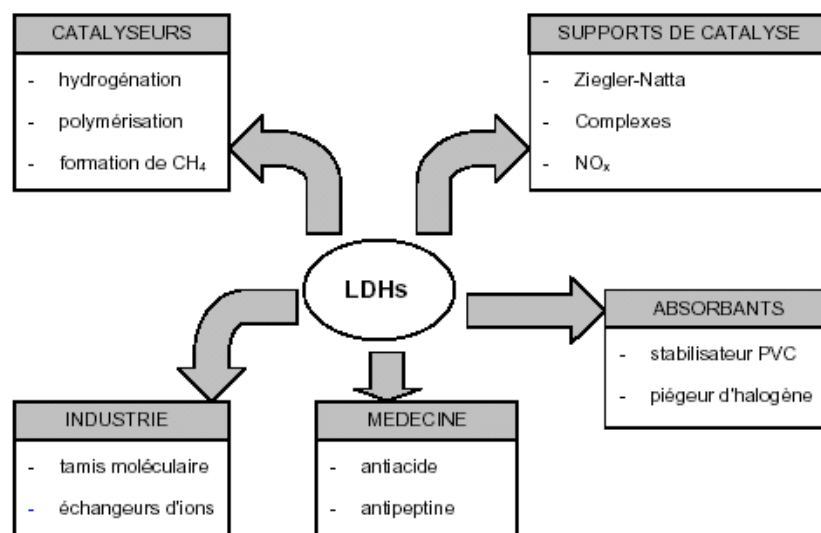 CATALYSEURS
- hydrogénation
- polymérisation
- formation de CH₄
SUPPORTS DE CATALYSE
- Ziegler-Natta
- Complexes
- NOₓ
LDHs
ABSORBANTS
- stabilisateur PVC
- piégeur d'halogène
INDUSTRIE
- tamis moléculaire
- échangeurs d'ions
MEDECINE
- antiacide
- antipeptine